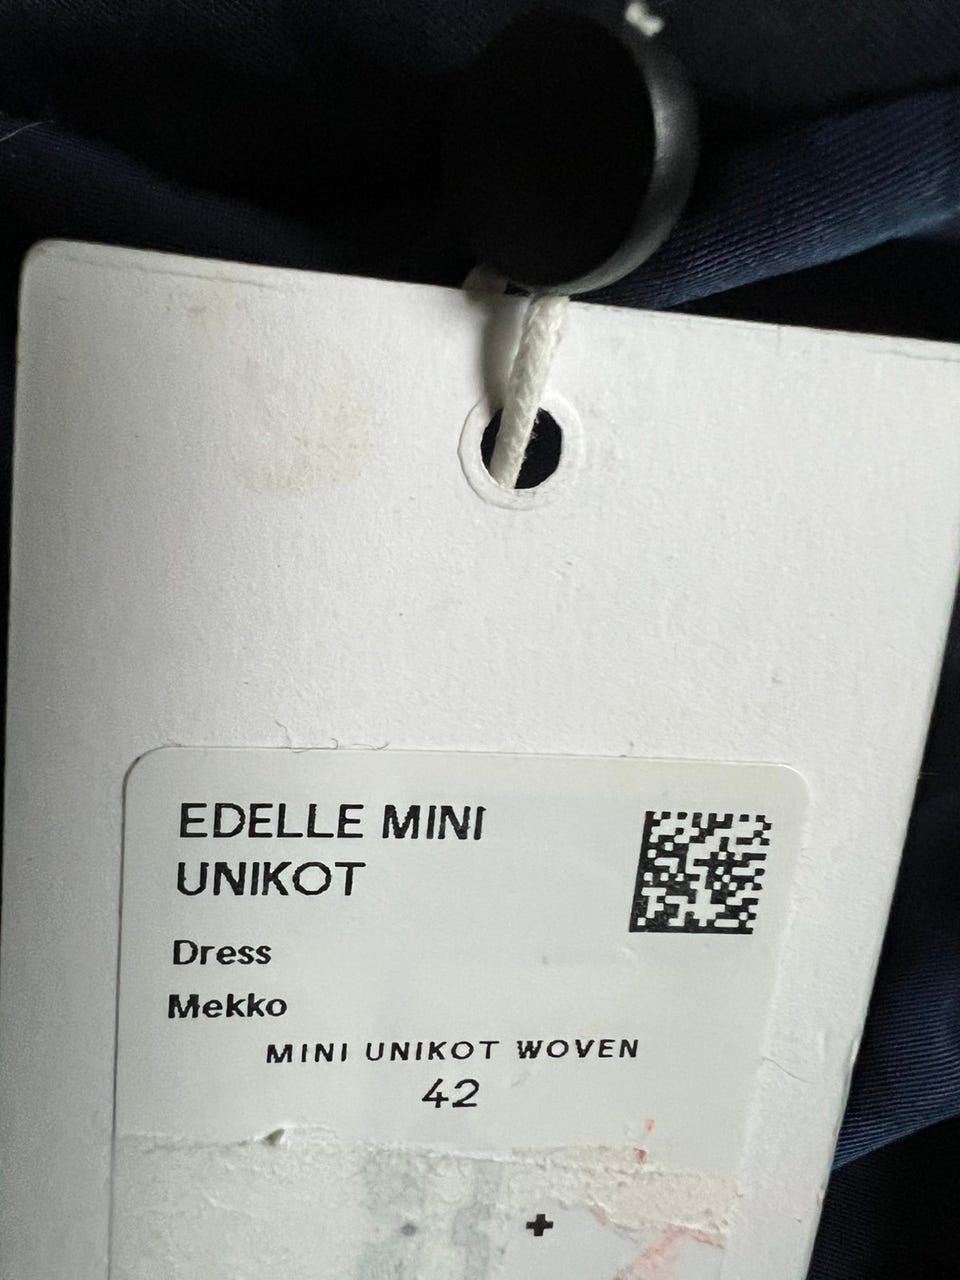 EDELLE MINI
UNIKOT
Dress
Mekko
MINI UNIKOT WOVEN
42